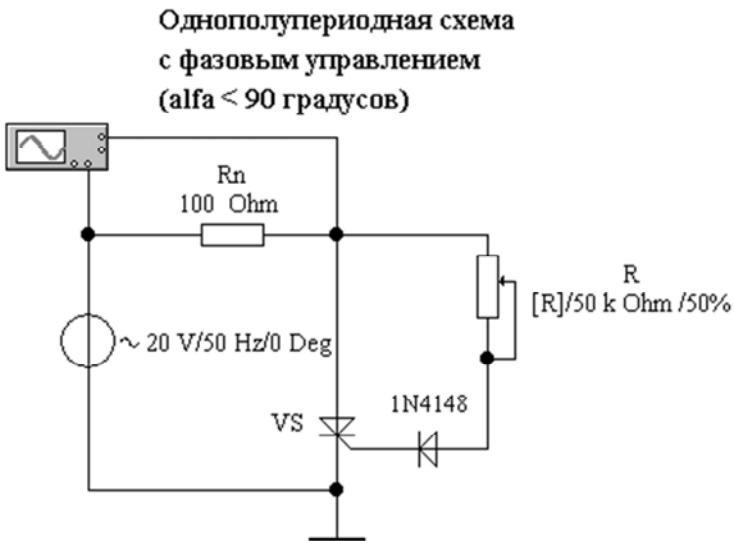 Однополупериодная схема
с фазовым управлением
(alfa < 90 градусов)
Rn
100 Ohm
R
[R]/50 k Ohm /50%
~ 20 V/50 Hz/0 Deg
1N4148
VS